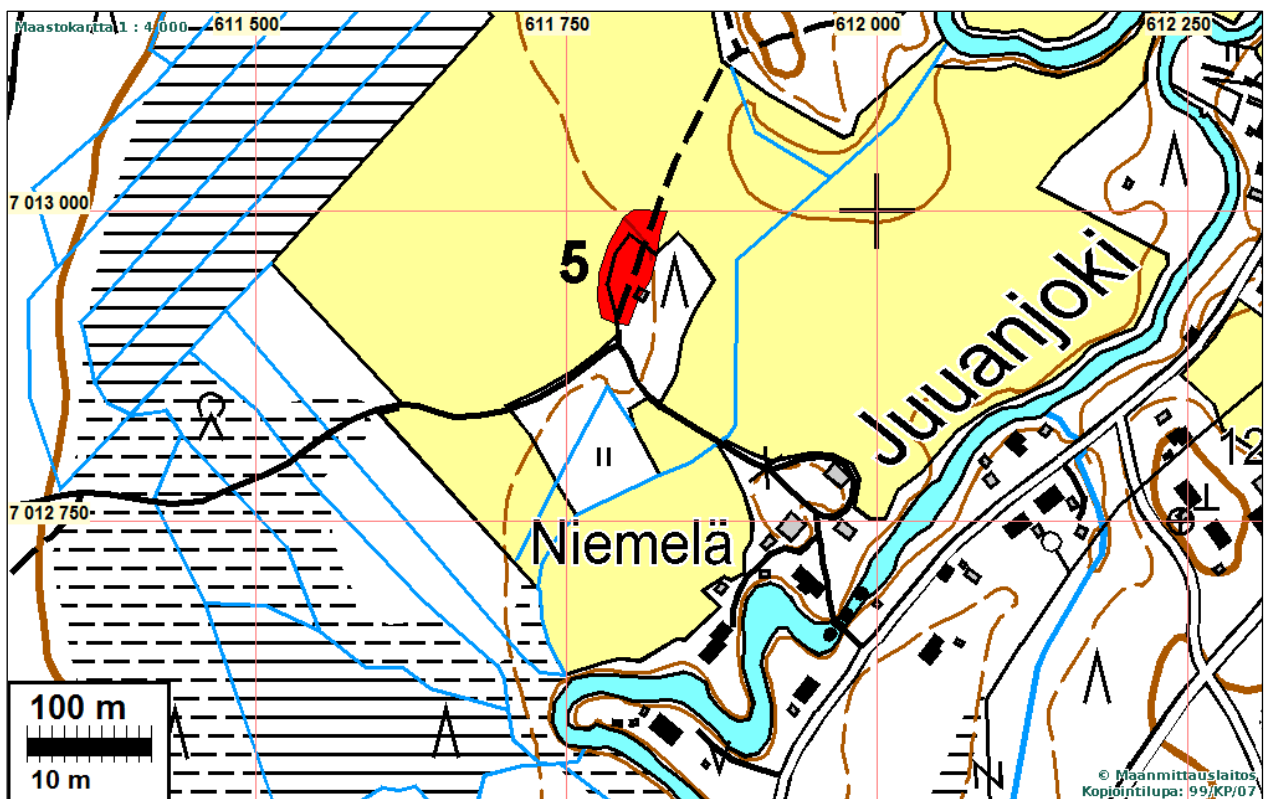 Maastokartta 1 : 4 000
611 500
611 750
612 000
612 250
7 013 000
5
Juuanjoki
12
7 012 750
Niemelä
100 m
10 m
© Maanmittauslaitos
Kopiointilupa: 99/KP/07